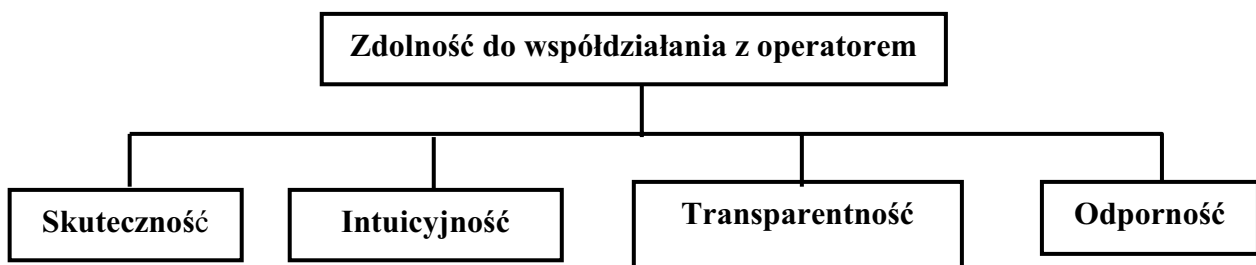 Zdolność do współdziałania z operatorem
Skuteczność
Intuicyjność
Transparentność
Odporność